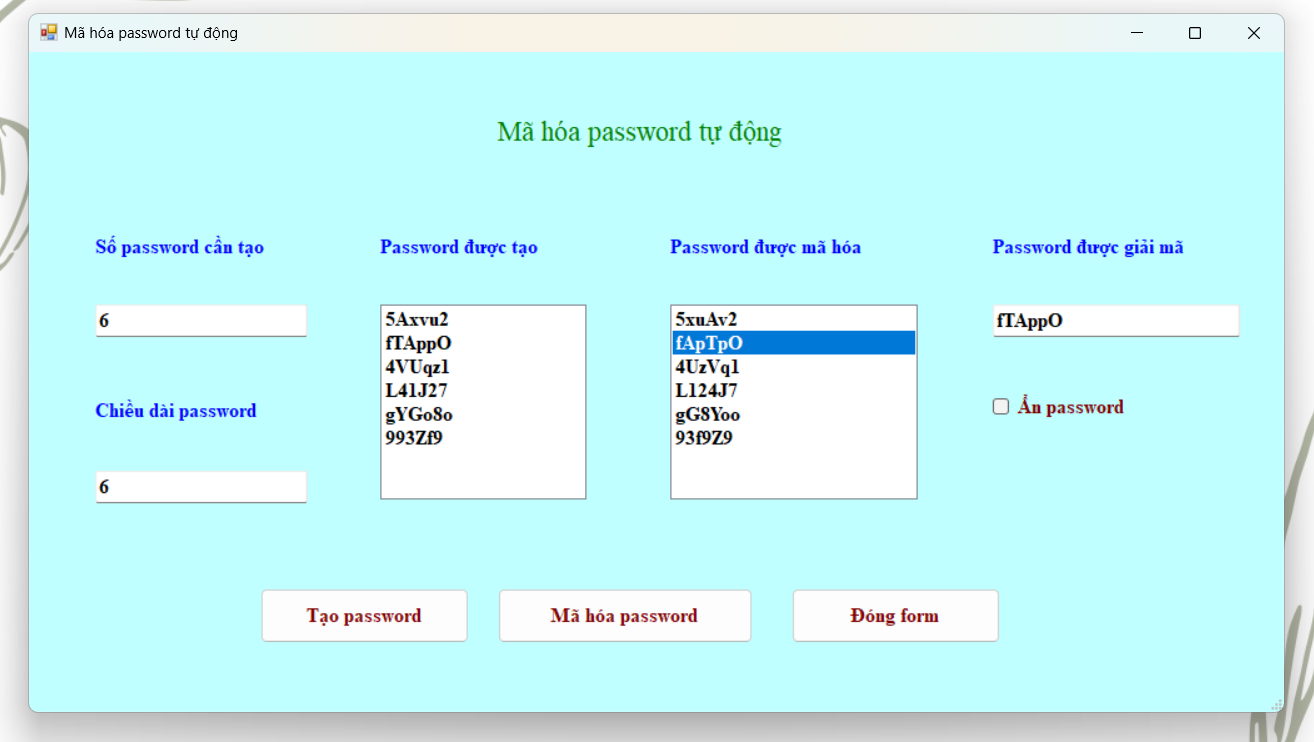 Mã hóa password tự động
Mã hóa password tự động
Số password cần tạo
6
Chiều dài password
6
Password được tạo
5Axvu2
fTAppO
4VUqz1
L41J27
gYGo8o
993Zf9
Password được mã hóa
5xuAv2
fApTpO
4UzVq1
L124J7
gG8Yoo
93f9Z9
Password được giải mã
fTAppO
Ẩn password
Tạo password
Mã hóa password
Đóng form